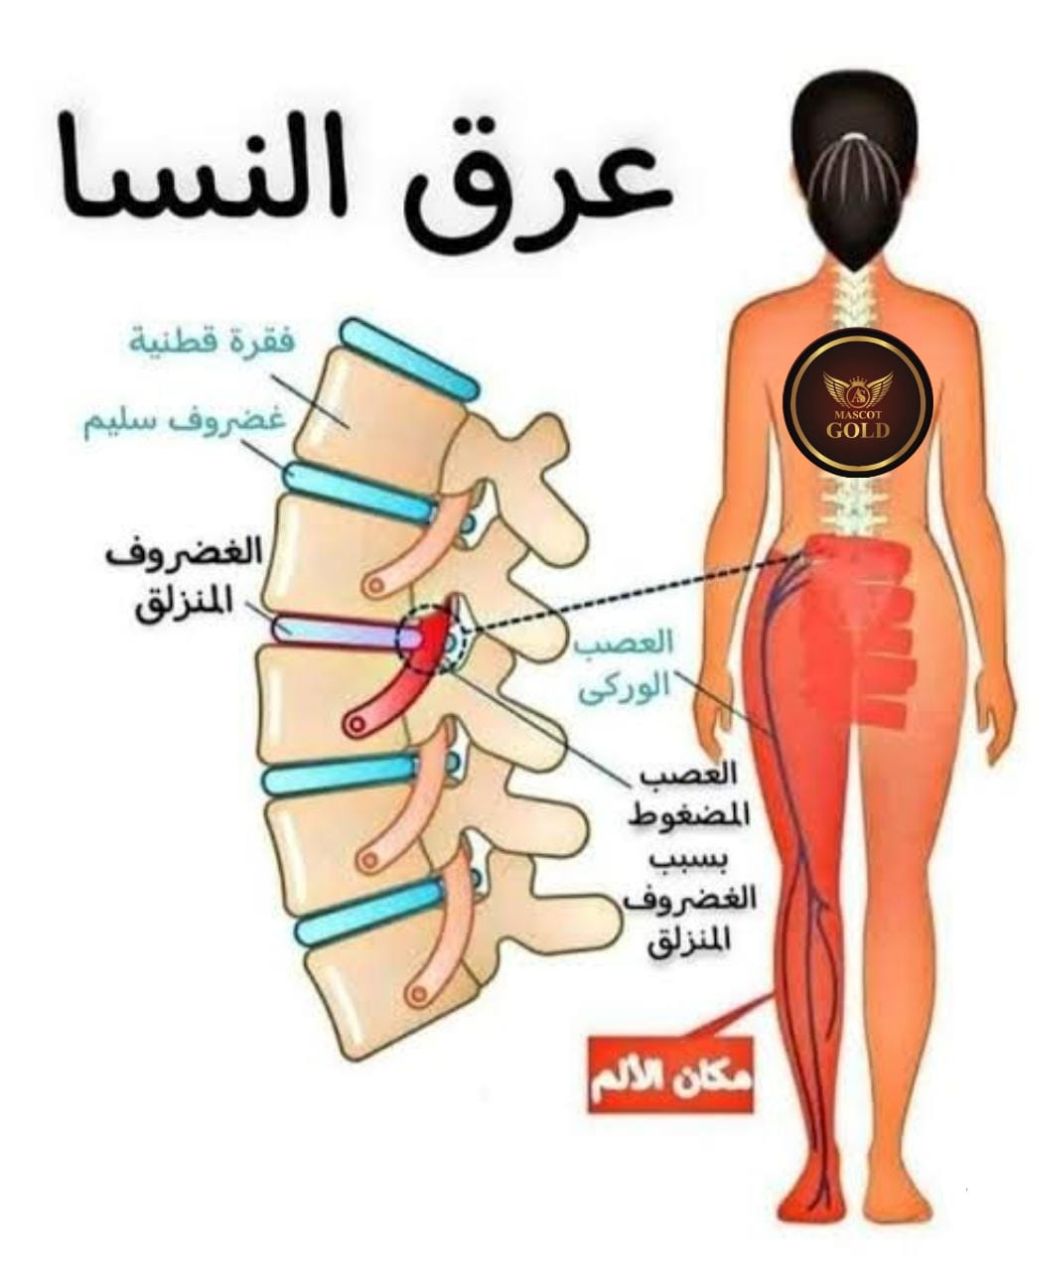 عرق النسا
فقرة قطنية
غضروف سليم
الغضروف
المنزلق
MASCOT
GOLD
العصب
الوركى
العصب
المضغوط
بسبب
الغضروف
المنزلق
مكان الألم